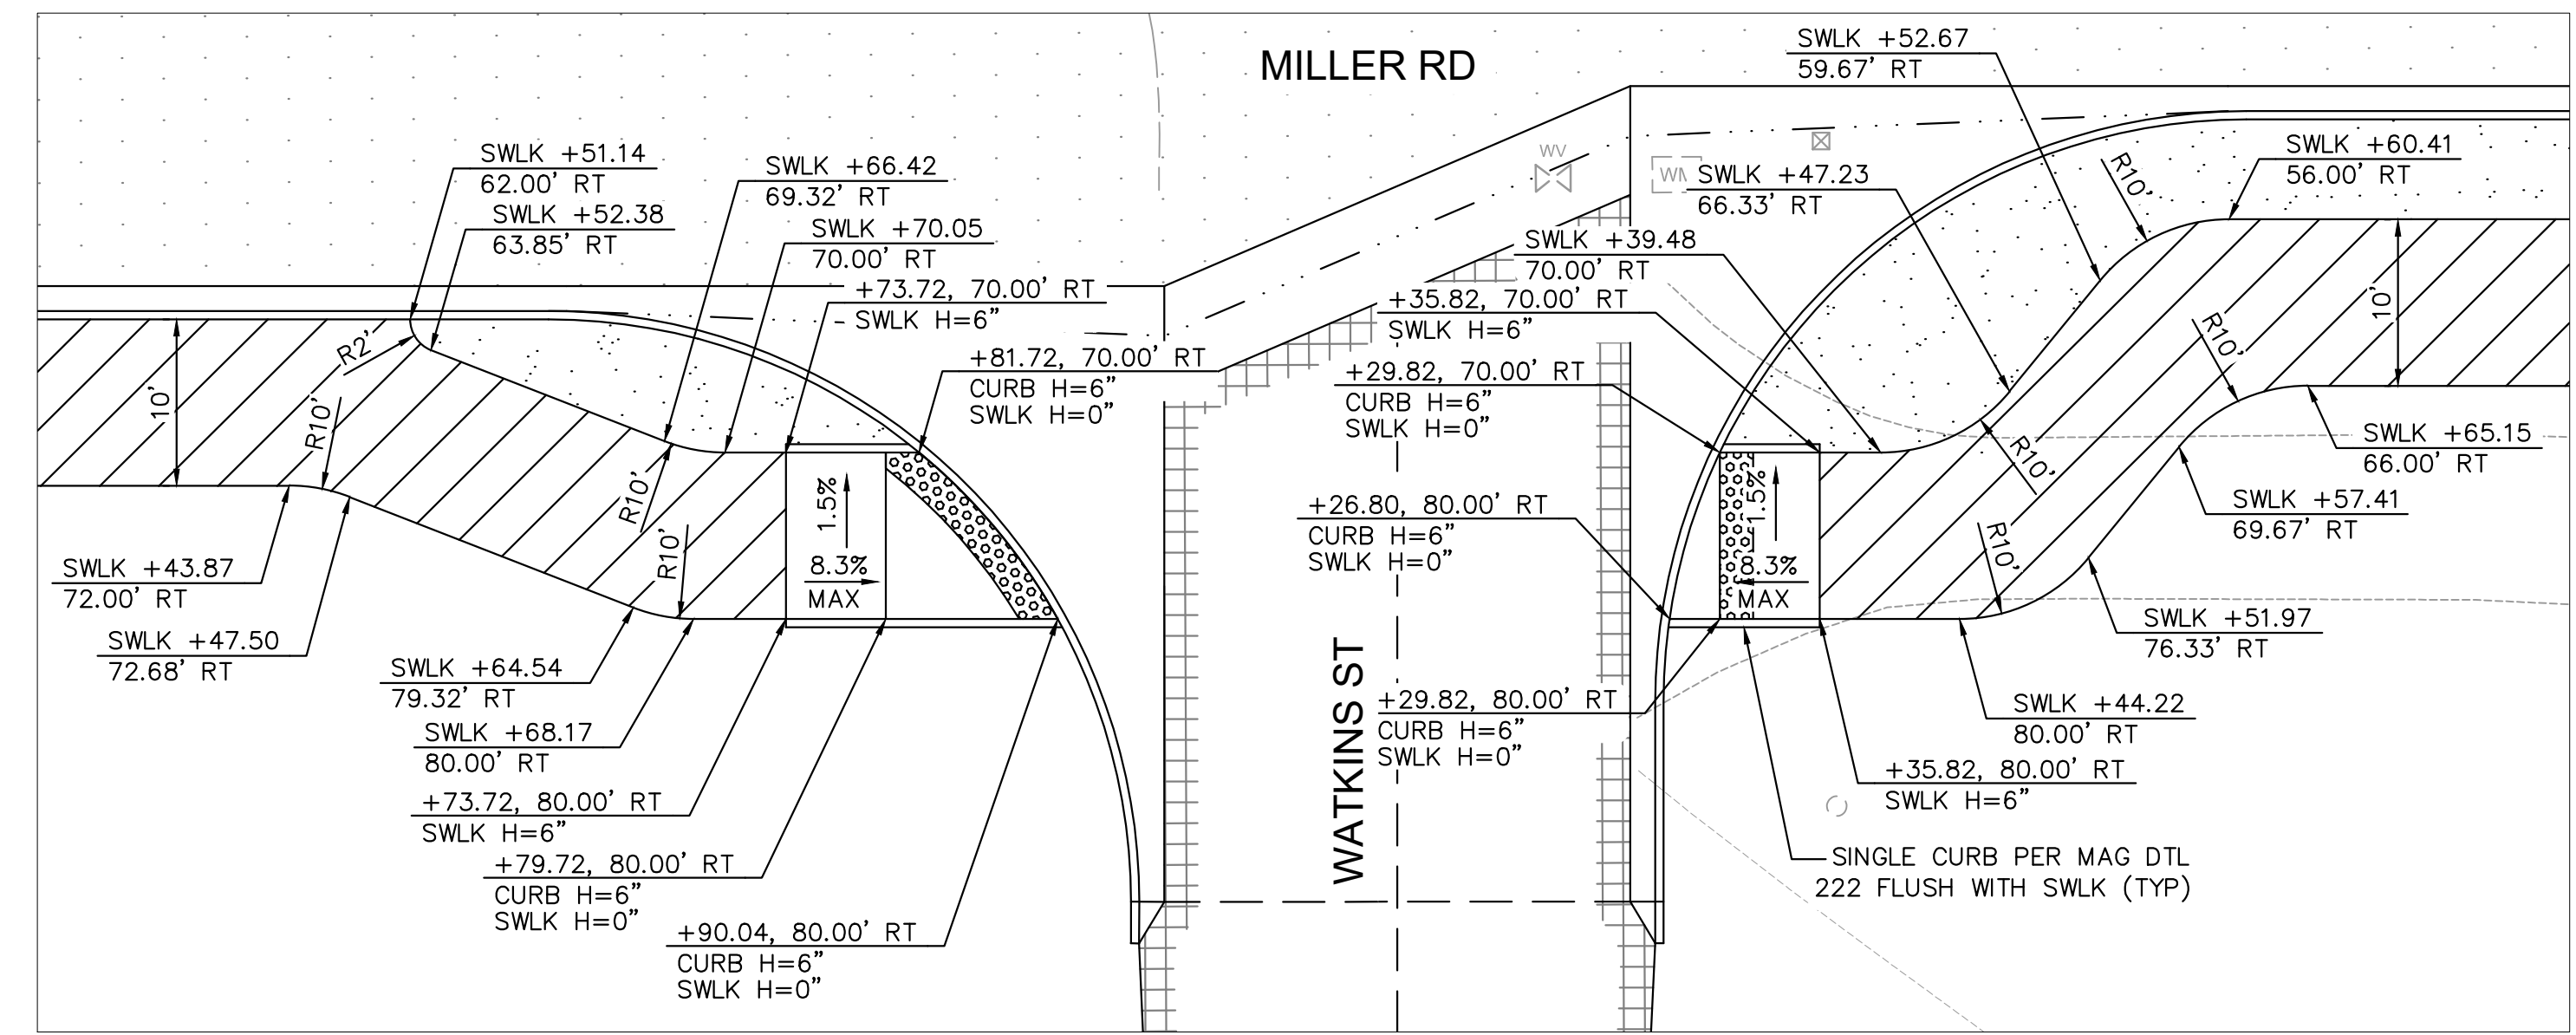 MILLER RD
SWLK +52.67
59.67' RT
SWLK +51.14
62.00' RT
SWLK +52.38
63.85' RT
SWLK +66.42
69.32' RT
SWLK +70.05
70.00' RT
+73.72, 70.00' RT
SWLK H=6"
+81.72, 70.00' RT
CURB H=6"
SWLK H=0"
WV
WM
SWLK +47.23
66.33' RT
SWLK +39.48
70.00' RT
+35.82, 70.00' RT
SWLK H=6"
+29.82, 70.00' RT
CURB H=6"
SWLK H=0"
+26.80, 80.00' RT
CURB H=6"
SWLK H=0"
+29.82, 80.00' RT
CURB H=6"
SWLK H=0"
SWLK +60.41
56.00' RT
R10'
10'
R10'
SWLK +65.15
66.00' RT
R10'
SWLK +57.41
69.67' RT
R10'
SWLK +51.97
76.33' RT
SWLK +44.22
80.00' RT
+35.82, 80.00' RT
SWLK H=6"
SINGLE CURB PER MAG DTL
222 FLUSH WITH SWLK (TYP)
1.5%
8.3%
MAX
R2'
10'
R10'
R10'
R10'
1.5%
8.3%
MAX
SWLK +43.87
72.00' RT
SWLK +47.50
72.68' RT
SWLK +64.54
79.32' RT
SWLK +68.17
80.00' RT
+73.72, 80.00' RT
SWLK H=6"
+79.72, 80.00' RT
CURB H=6"
SWLK H=0"
+90.04, 80.00' RT
CURB H=6"
SWLK H=0"
WATKINS ST